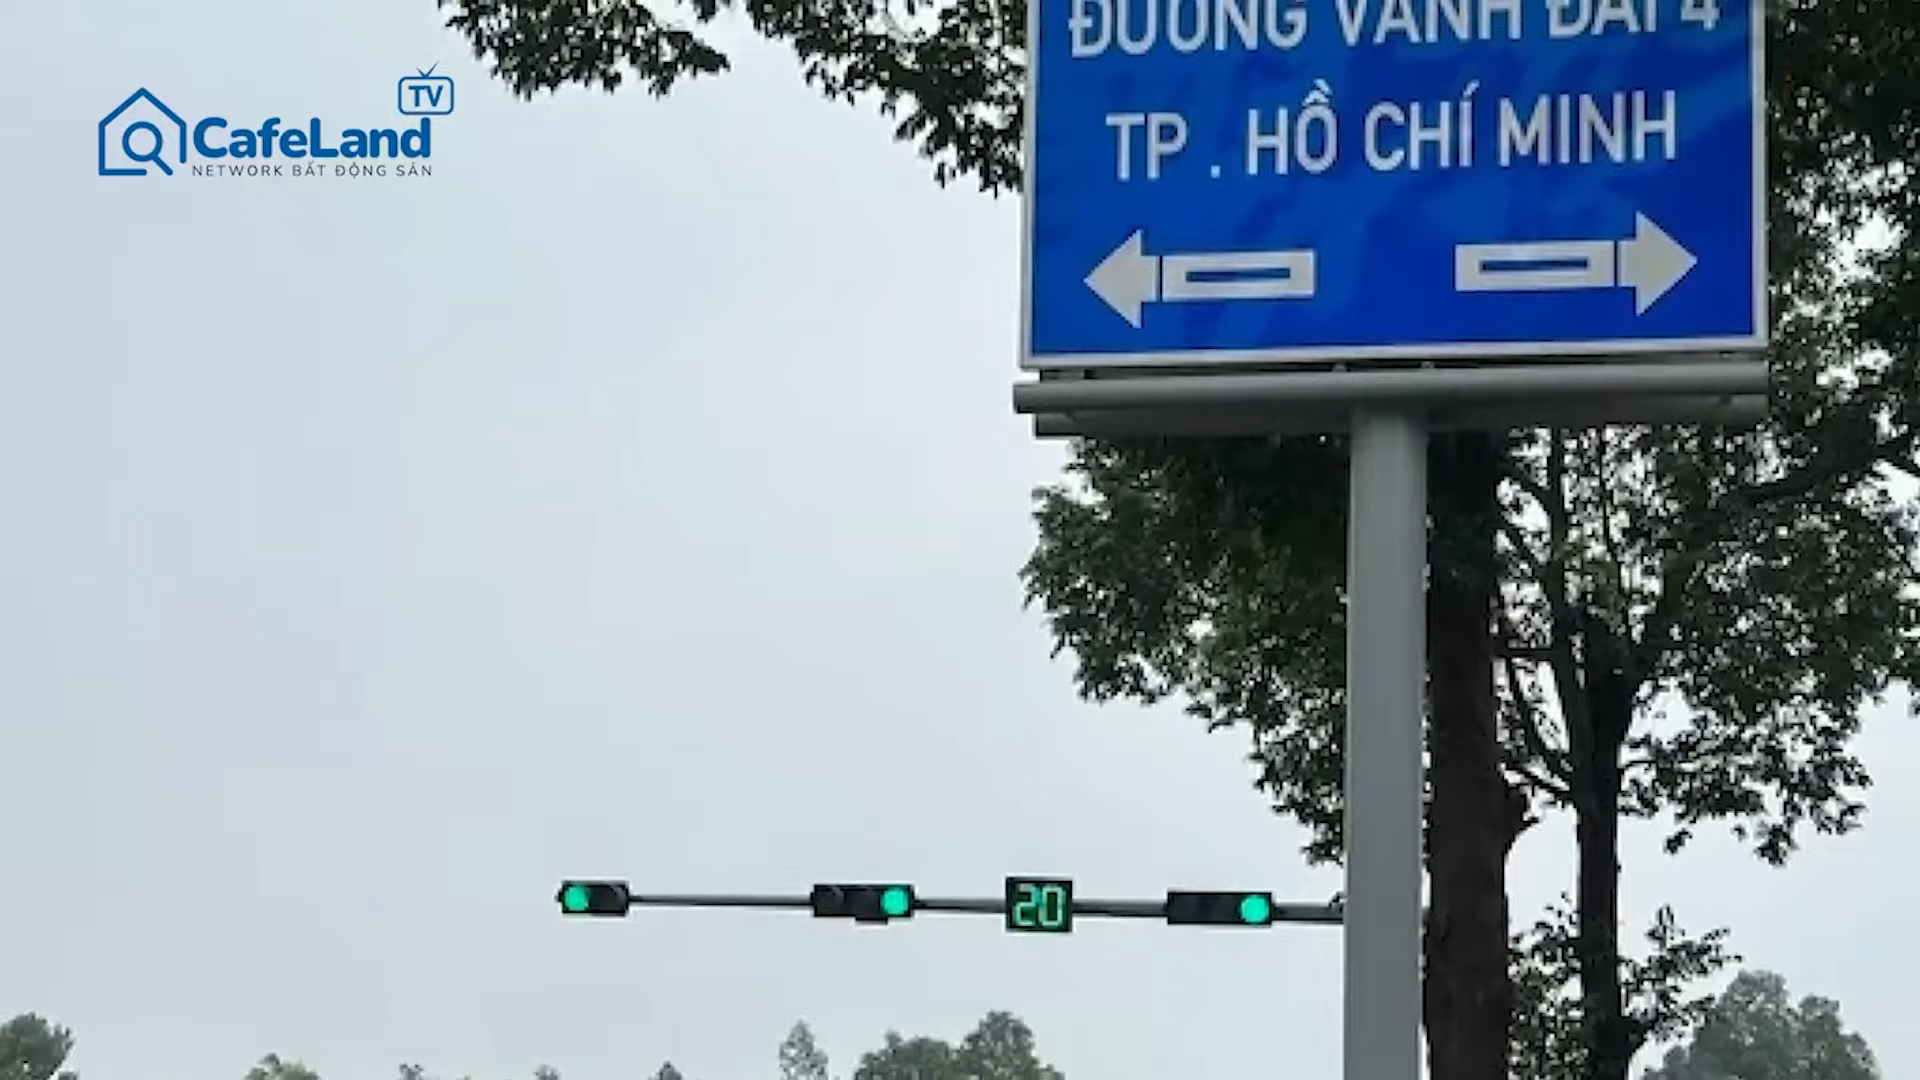 TV
CafeLand
NETWORK BẤT ĐỘNG SẢN
ĐƯỜNG VÀNH ĐAI 4
TP . HỒ CHÍ MINH
20